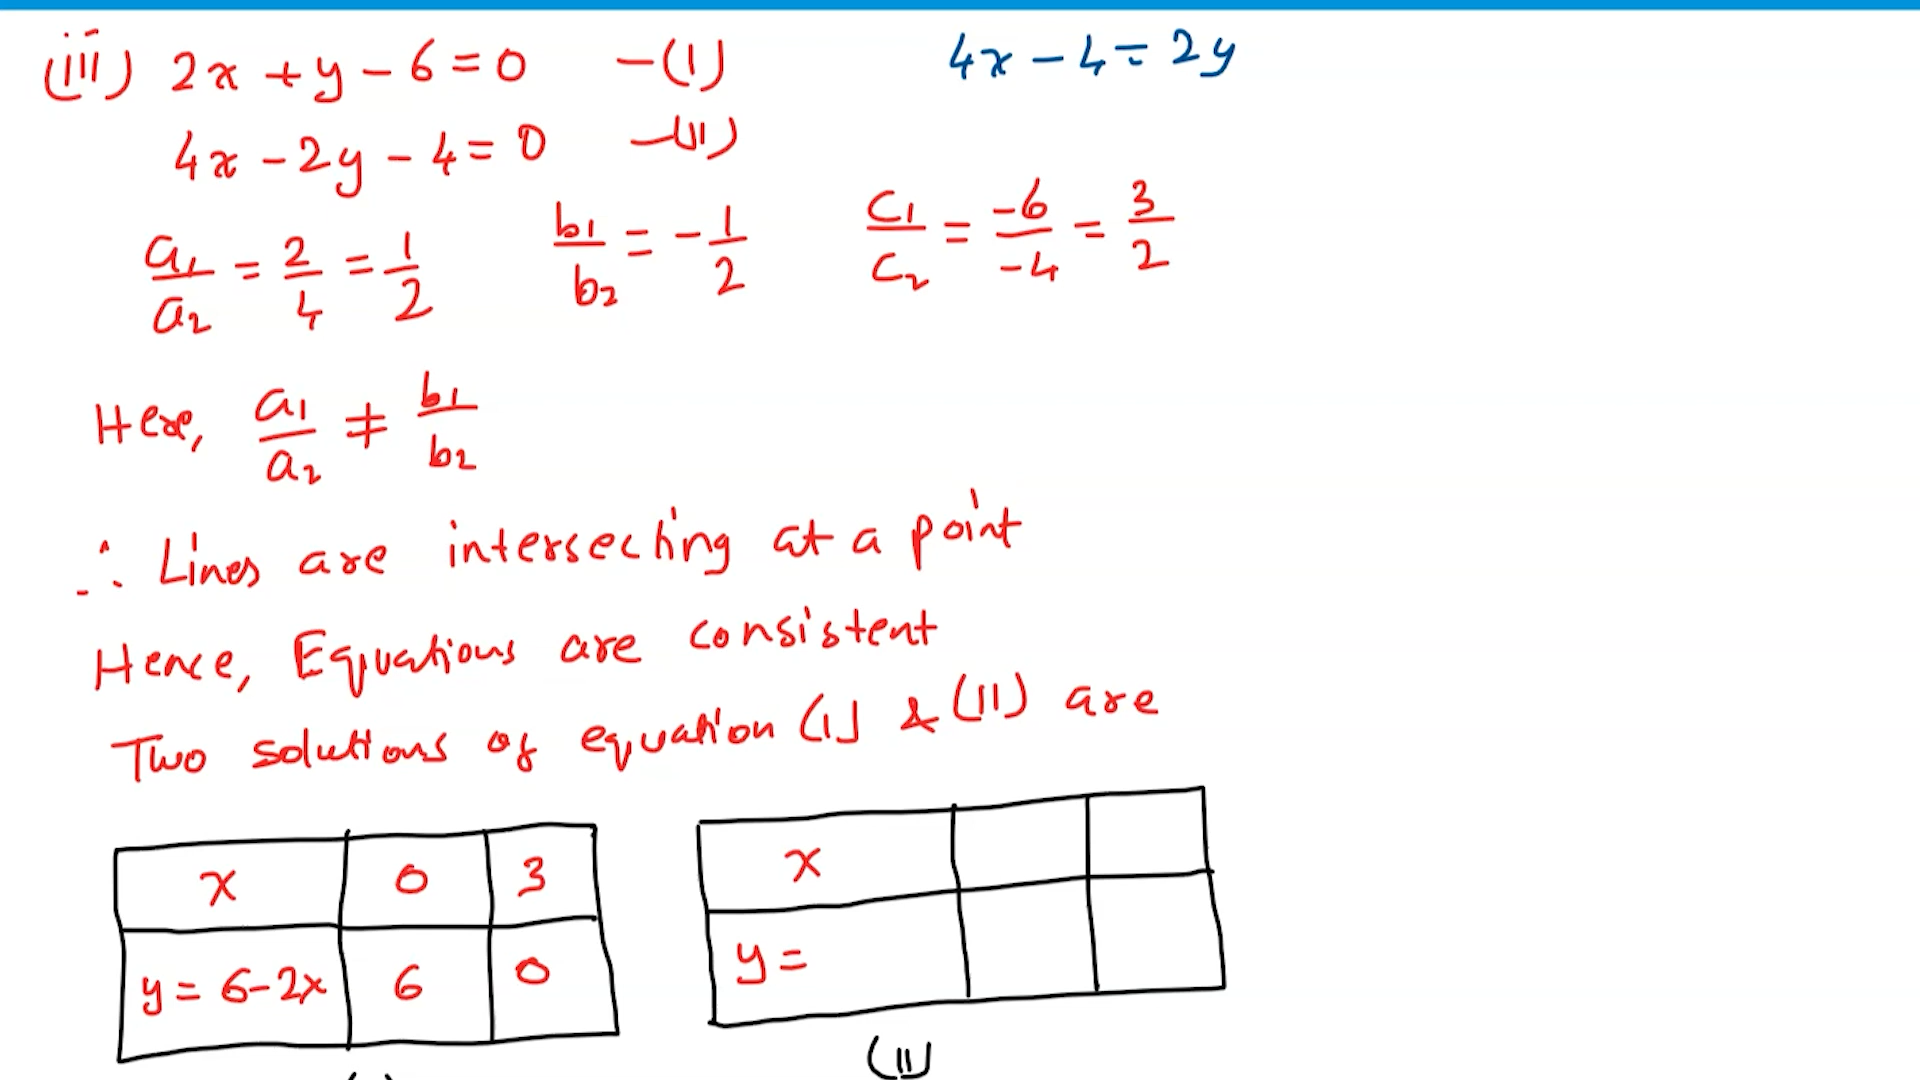 (iii) 2x + y - 6 = 0 -(I)
4x - 4 = 2y
4x - 2y - 4 = 0 -(II)
a1/a2 = 2/4 = 1/2 b1/b2 = -1/2 c1/c2 = -6/-4 = 3/2
Here, a1/a2 ≠ b1/b2
∴ Lines are intersecting at a point
Hence, Equations are consistent
Two solutions of equation (I) & (II) are
x 0 3
y = 6-2x 6 0
x
y =
(II)